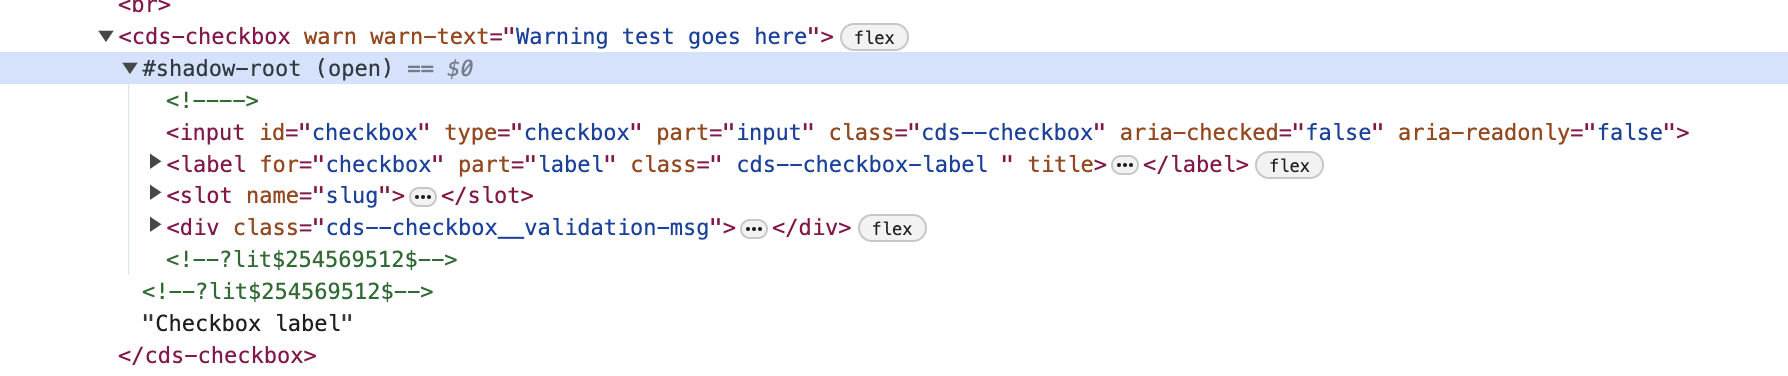 <br>
▼<cds-checkbox warn warn-text="Warning test goes here"> flex
▼#shadow-root (open) == $0
<!---->
<input id="checkbox" type="checkbox" part="input" class="cds--checkbox" aria-checked="false" aria-readonly="false">
▶<label for="checkbox" part="label" class=" cds--checkbox-label " title>…</label> flex
▶<slot name="slug">…</slot>
▶<div class="cds--checkbox__validation-msg">…</div> flex
<!--?lit$254569512$-->
<!--?lit$254569512$-->
"Checkbox label"
</cds-checkbox>